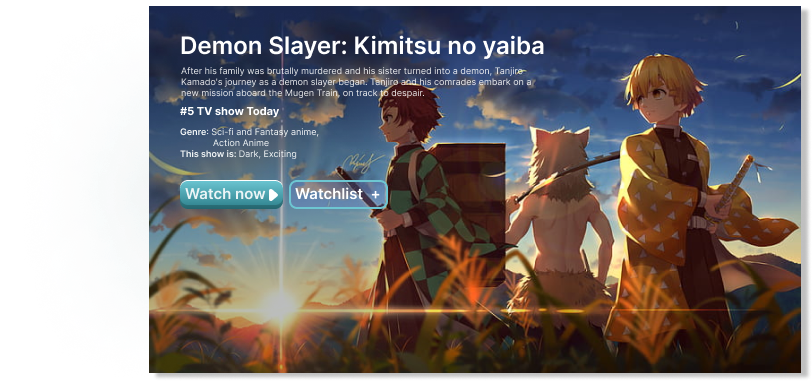 Demon Slayer: Kimitsu no yaiba
After his family was brutally murdered and his sister turned into a demon, Tanjiro
Kamado's journey as a demon slayer began. Tanjiro and his comrades embark on a
new mission aboard the Mugen Train, on track to despair.
#5 TV show Today
Genre: Sci-fi and Fantasy anime,
Action Anime
This show is: Dark, Exciting
Watch now
Watchlist +